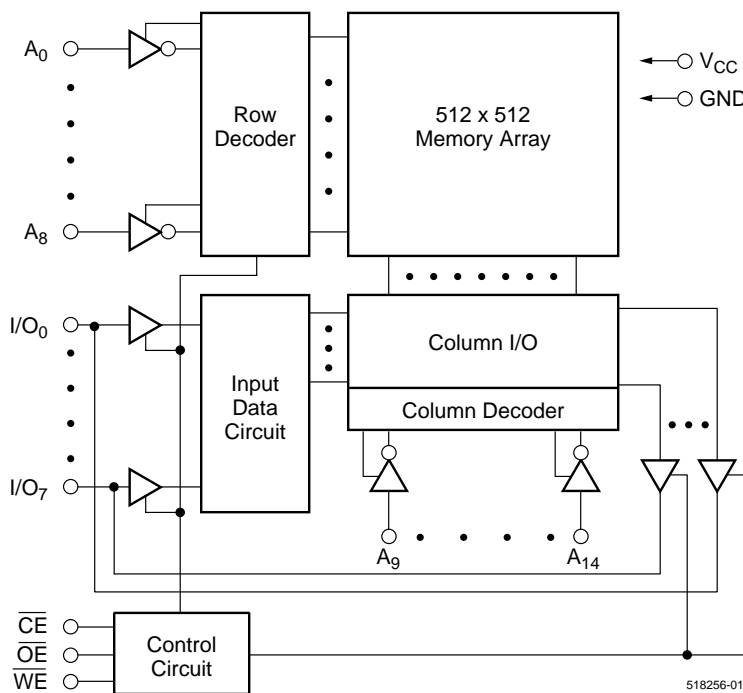 A0
A8
Row
Decoder
512 x 512
Memory Array
VCC
GND
I/O0
I/O7
Input
Data
Circuit
Column I/O
Column Decoder
A9
A14
CE
OE
WE
Control
Circuit
518256-01